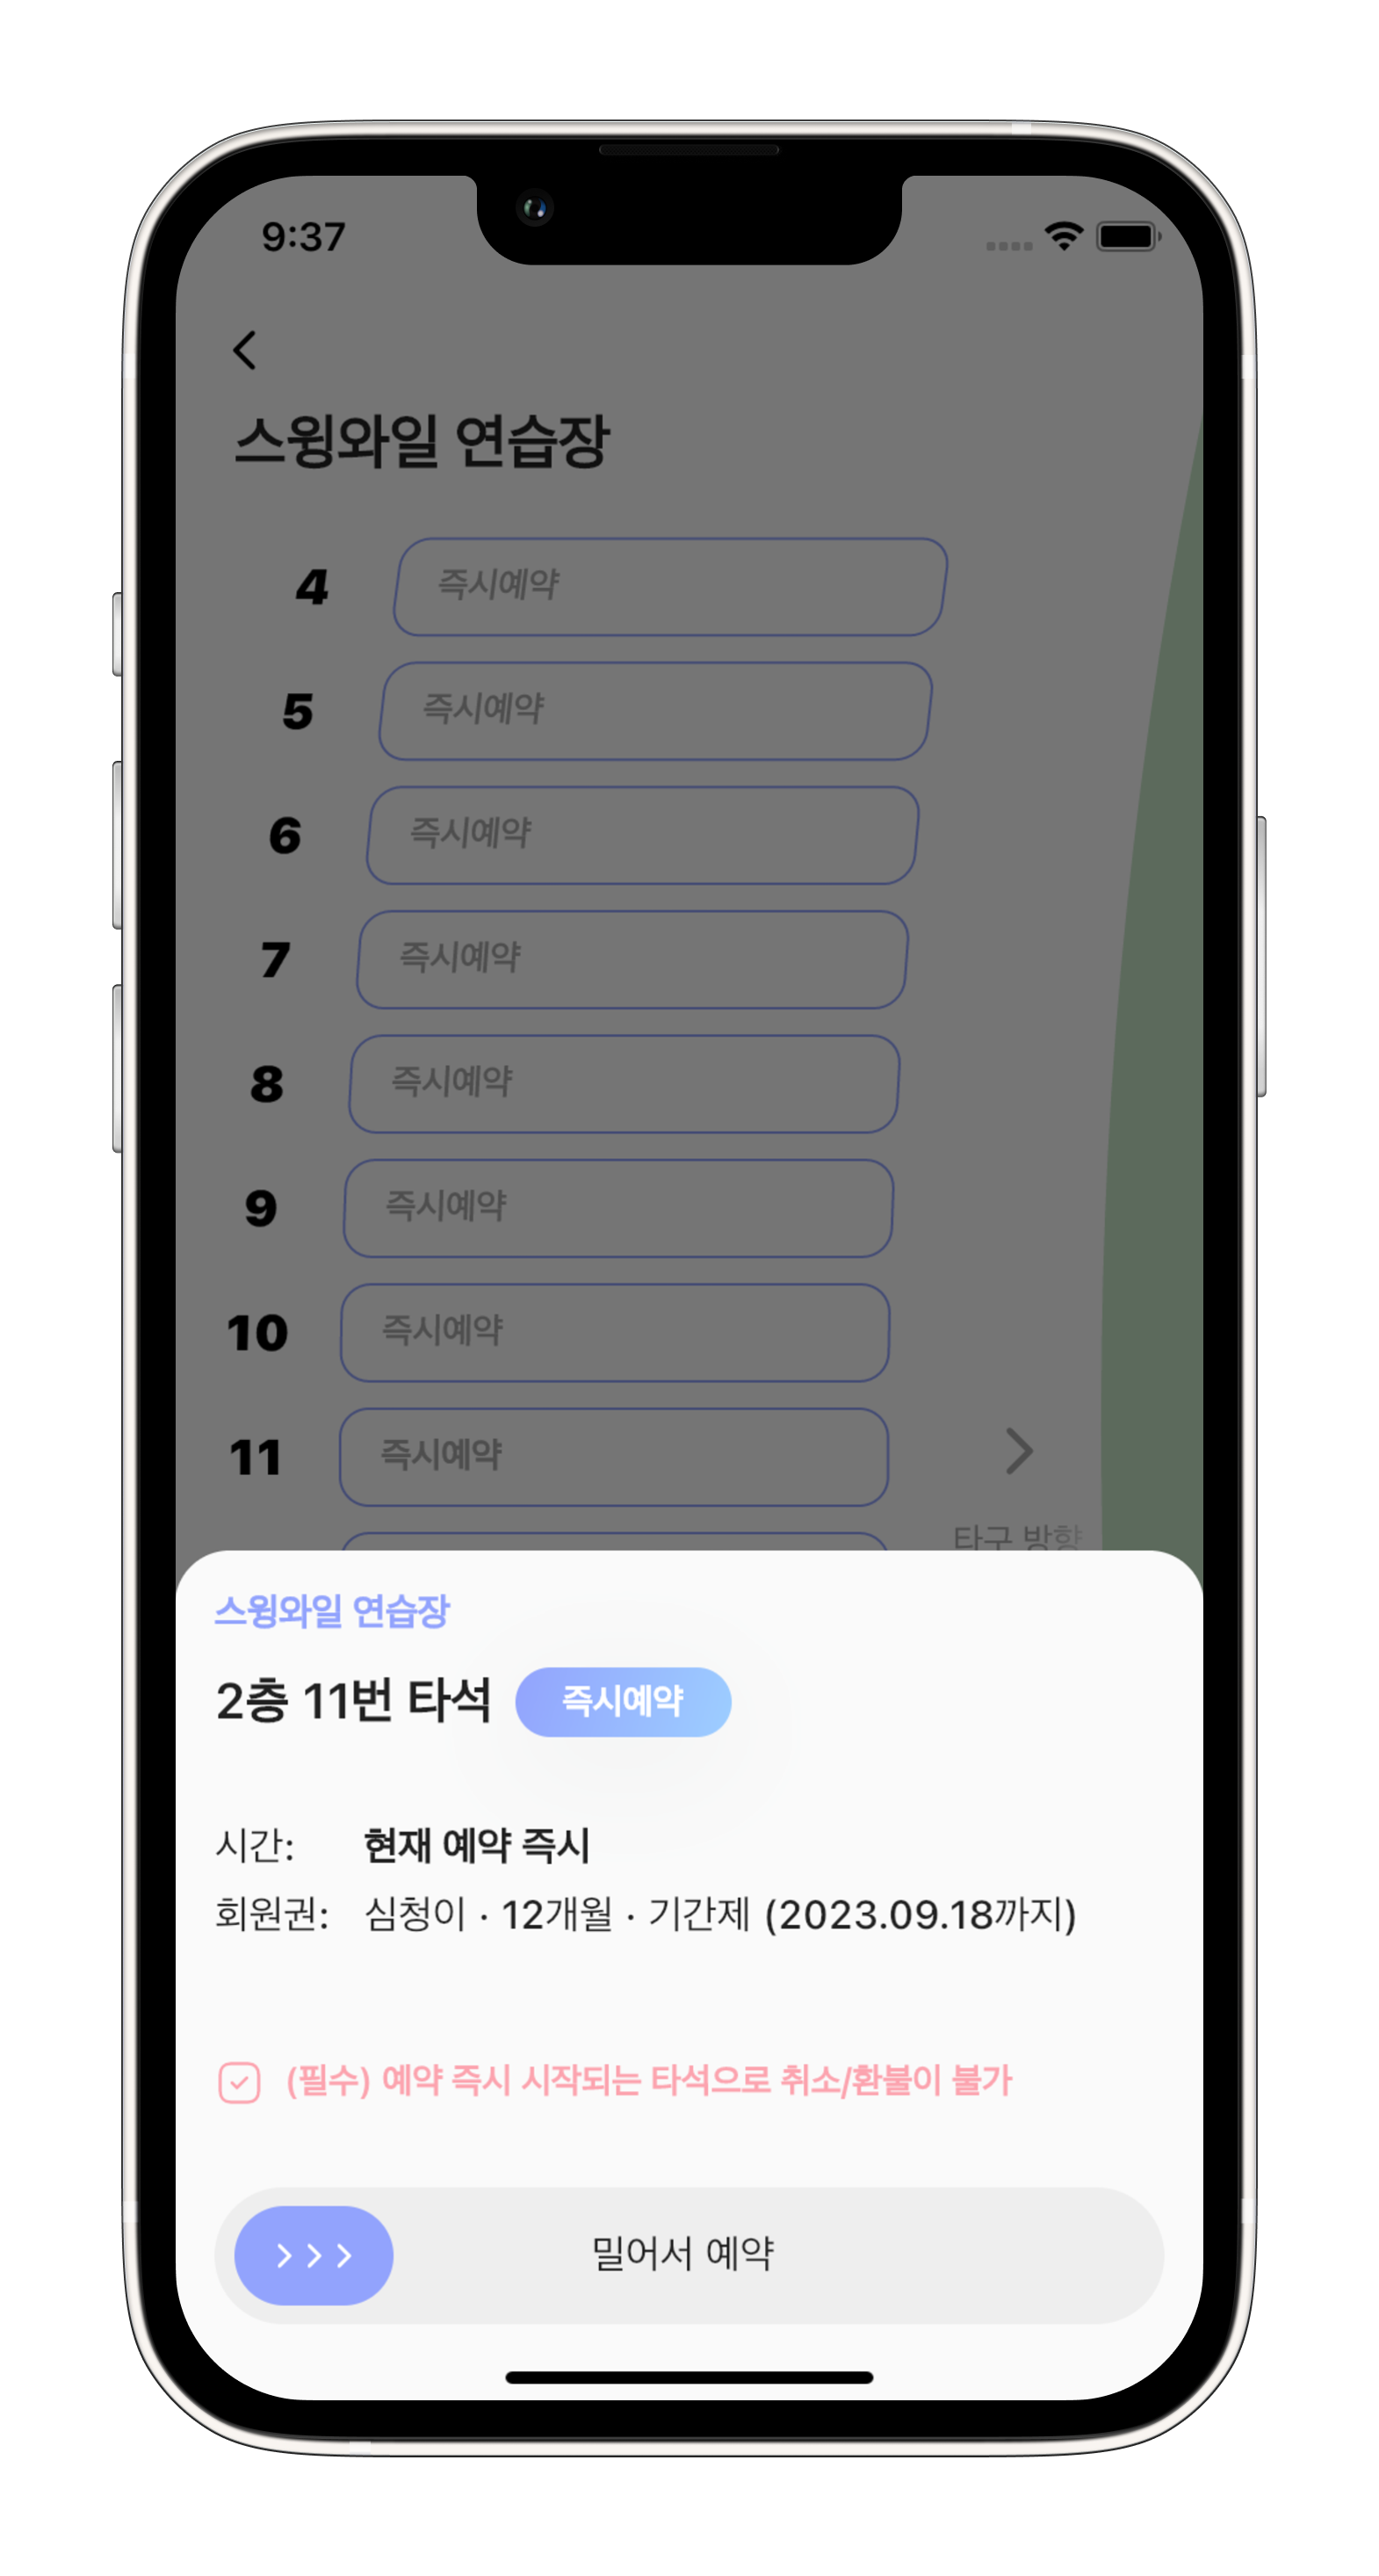 9:37
스윙와일 연습장
4 즉시예약
5 즉시예약
6 즉시예약
7 즉시예약
8 즉시예약
9 즉시예약
10 즉시예약
11 즉시예약
타구 방향
스윙와일 연습장
2층 11번 타석 즉시예약
시간: 현재 예약 즉시
회원권: 심청이 · 12개월 · 기간제 (2023.09.18까지)
(필수) 예약 즉시 시작되는 타석으로 취소/환불이 불가
밀어서 예약